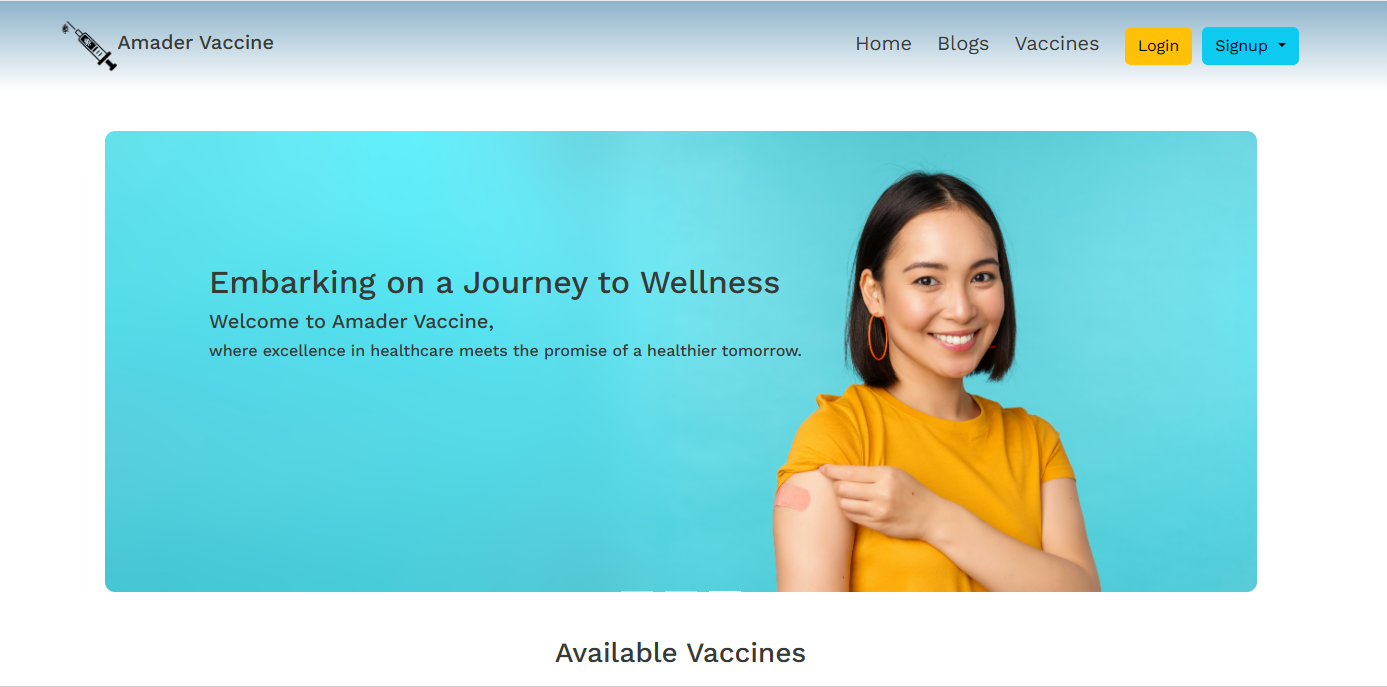 Amader Vaccine
Home Blogs Vaccines Login Signup
Embarking on a Journey to Wellness
Welcome to Amader Vaccine,
where excellence in healthcare meets the promise of a healthier tomorrow.
Available Vaccines